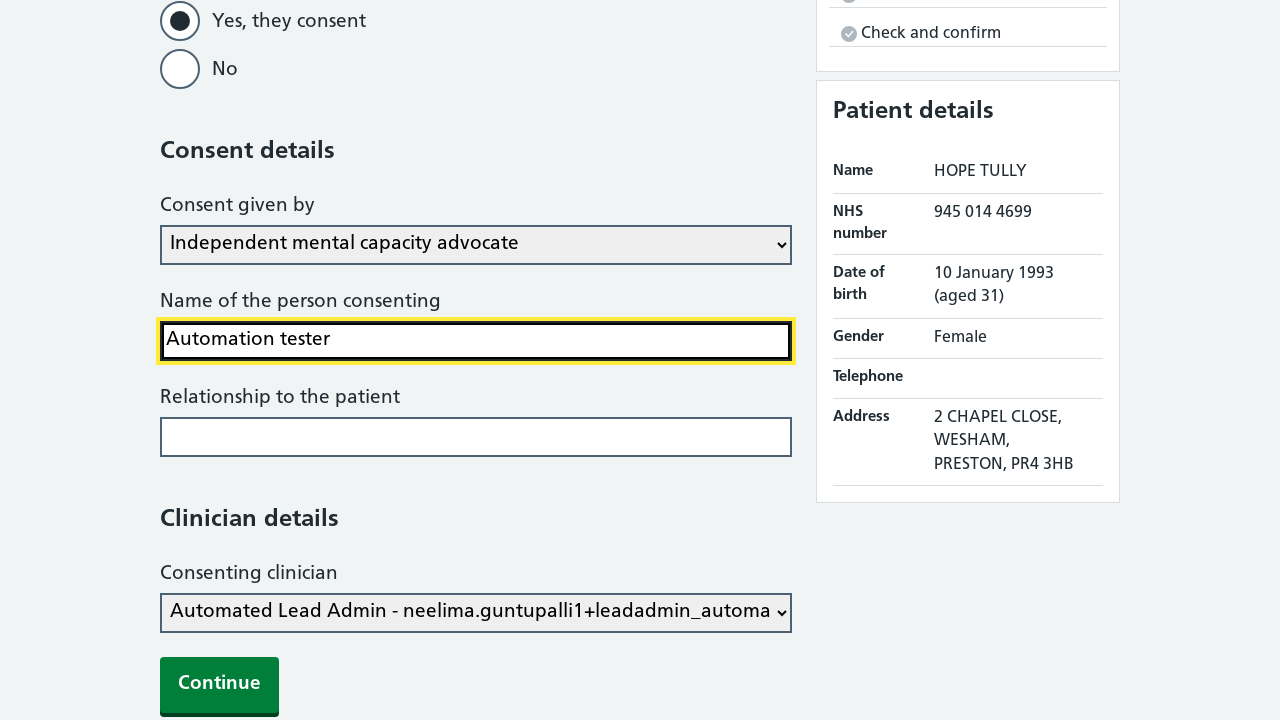 Yes, they consent
No
Consent details
Consent given by
Independent mental capacity advocate
Name of the person consenting
Automation tester
Relationship to the patient
Clinician details
Consenting clinician
Automated Lead Admin - neelima.guntupalli1+leadadmin_automa
Continue
Check and confirm
Patient details
Name HOPE TULLY
NHS number 945 014 4699
Date of birth 10 January 1993 (aged 31)
Gender Female
Telephone
Address 2 CHAPEL CLOSE,
WESHAM,
PRESTON, PR4 3HB